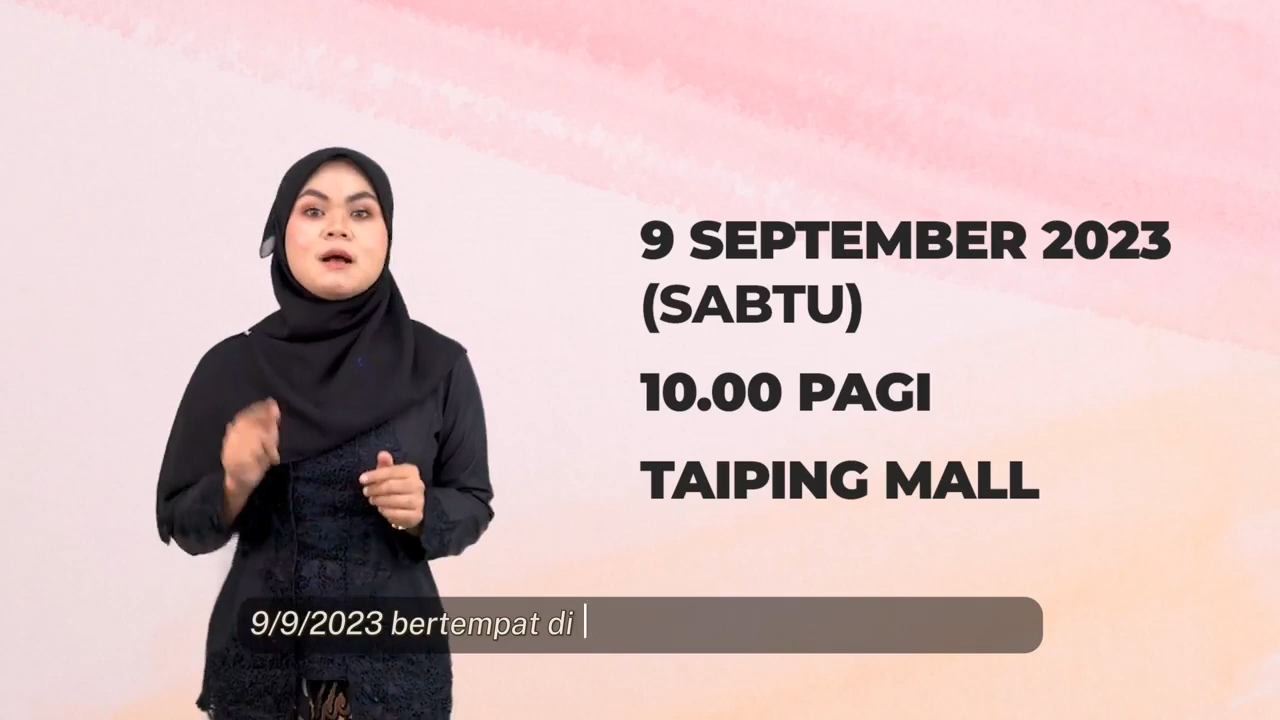 9 SEPTEMBER 2023
(SABTU)
10.00 PAGI
TAIPING MALL
9/9/2023 bertempat di